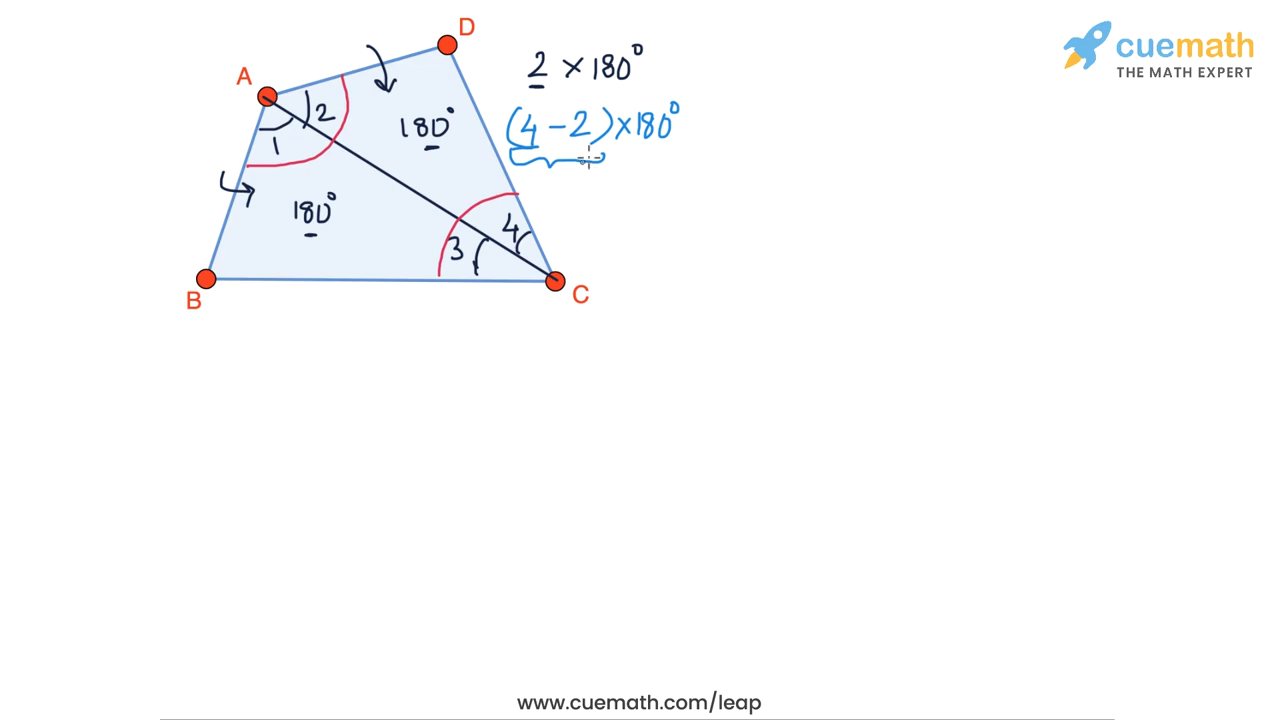 D
cuemath
THE MATH EXPERT
2 × 180°
A
2
180°
(4 - 2) × 180°
1
180°
4
3
B
C
www.cuemath.com/leap